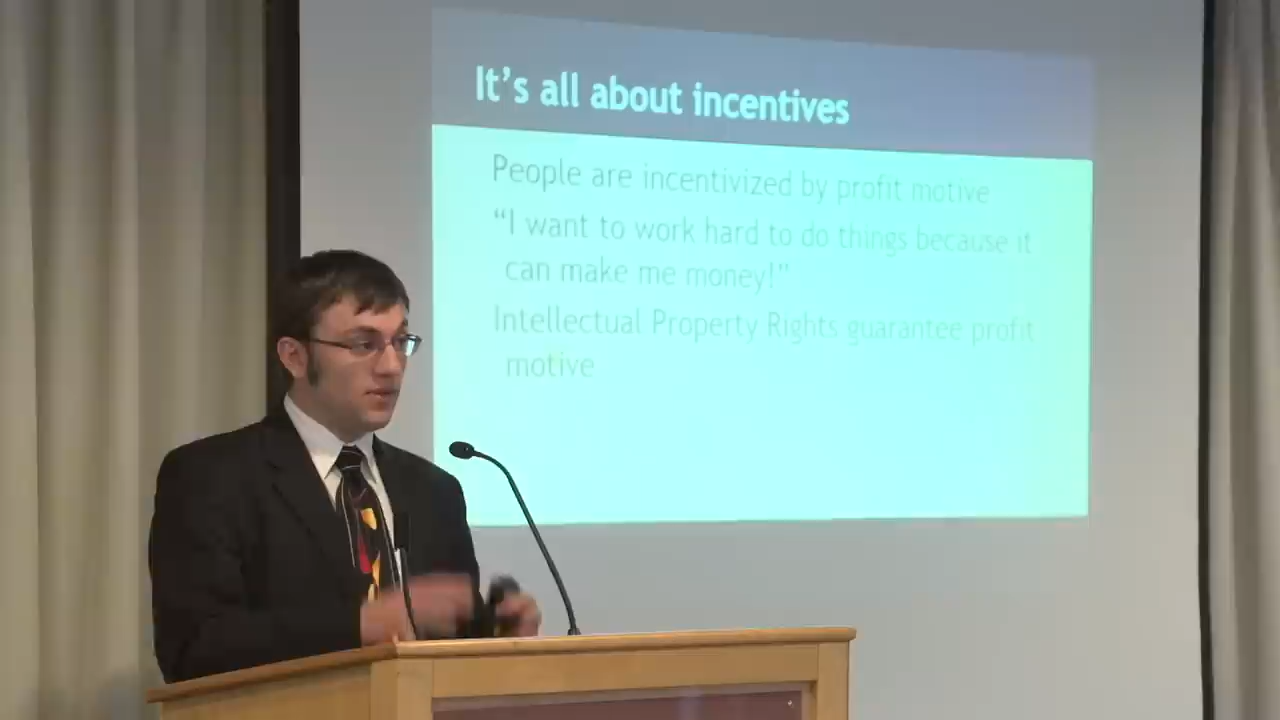 It's all about incentives
People are incentivized by profit motive
“I want to work hard to do things because it
can make me money!”
Intellectual Property Rights guarantee profit
motive